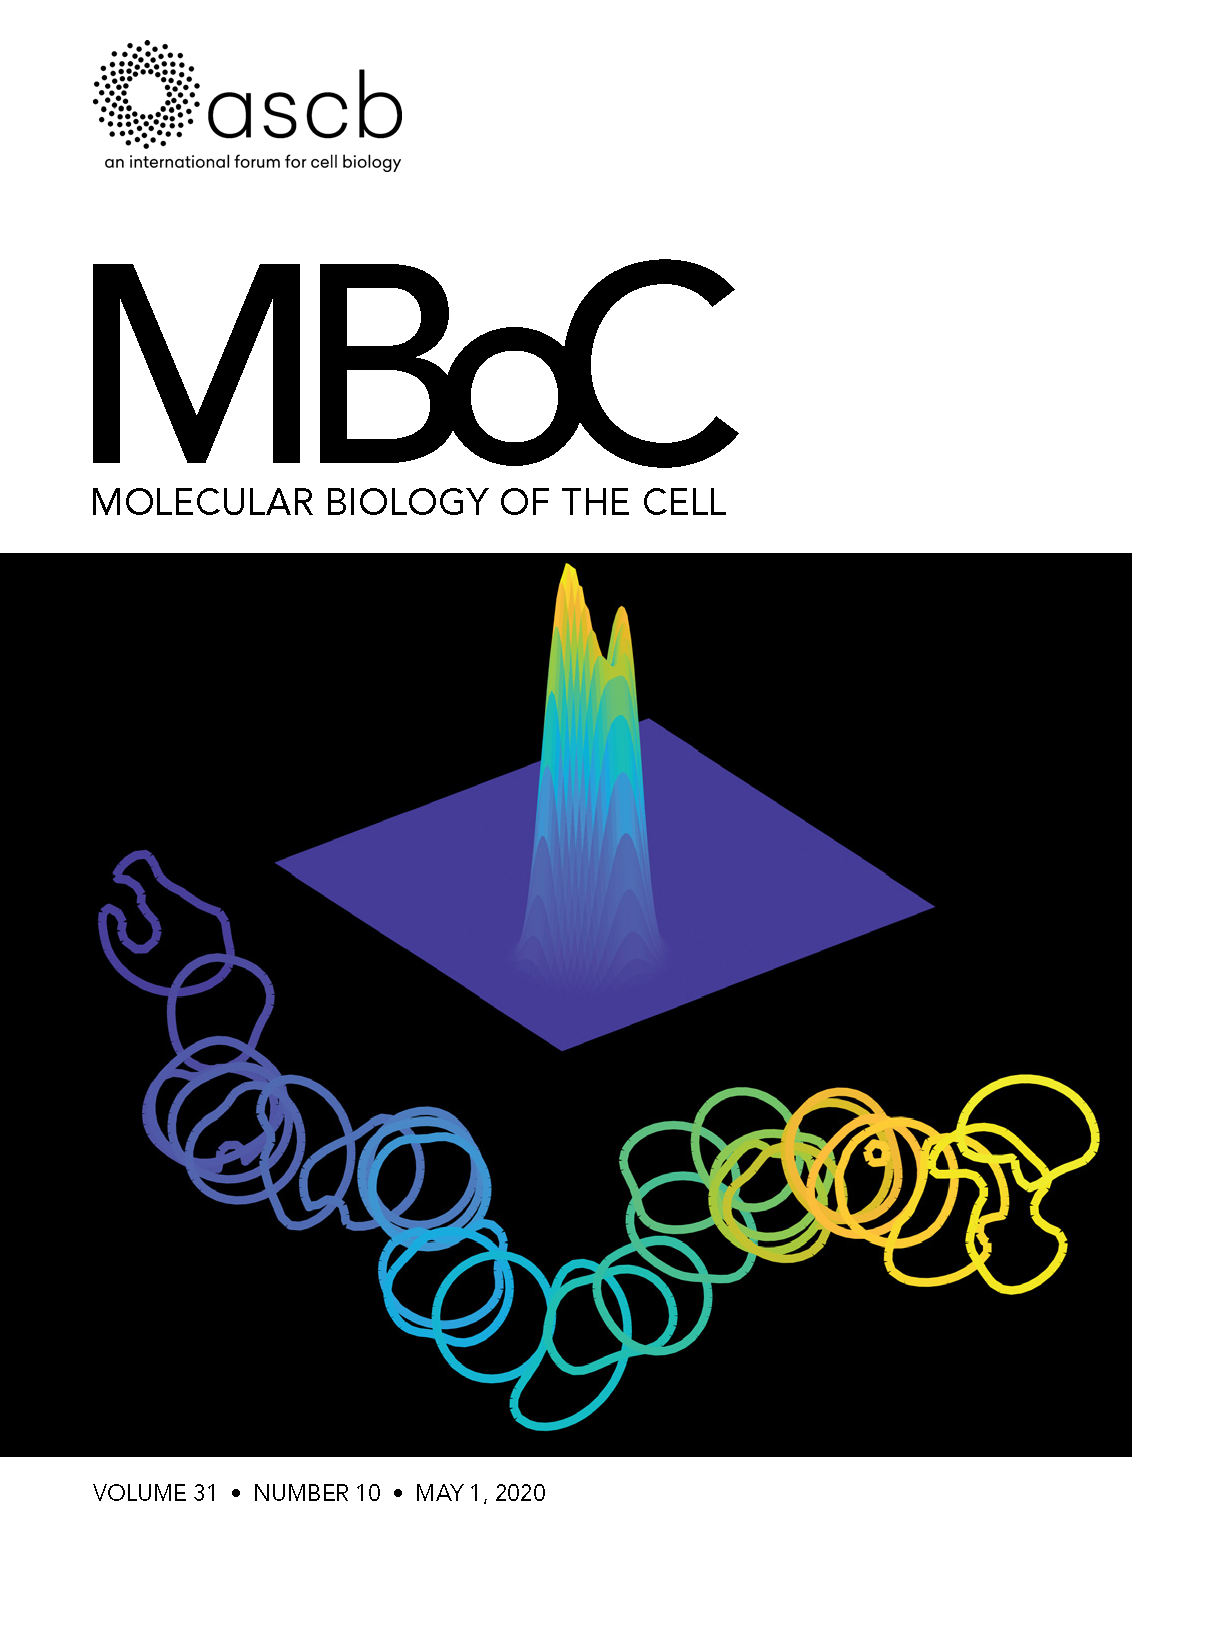 ascb
an international forum for cell biology
MBoC
MOLECULAR BIOLOGY OF THE CELL
VOLUME 31 • NUMBER 10 • MAY 1, 2020